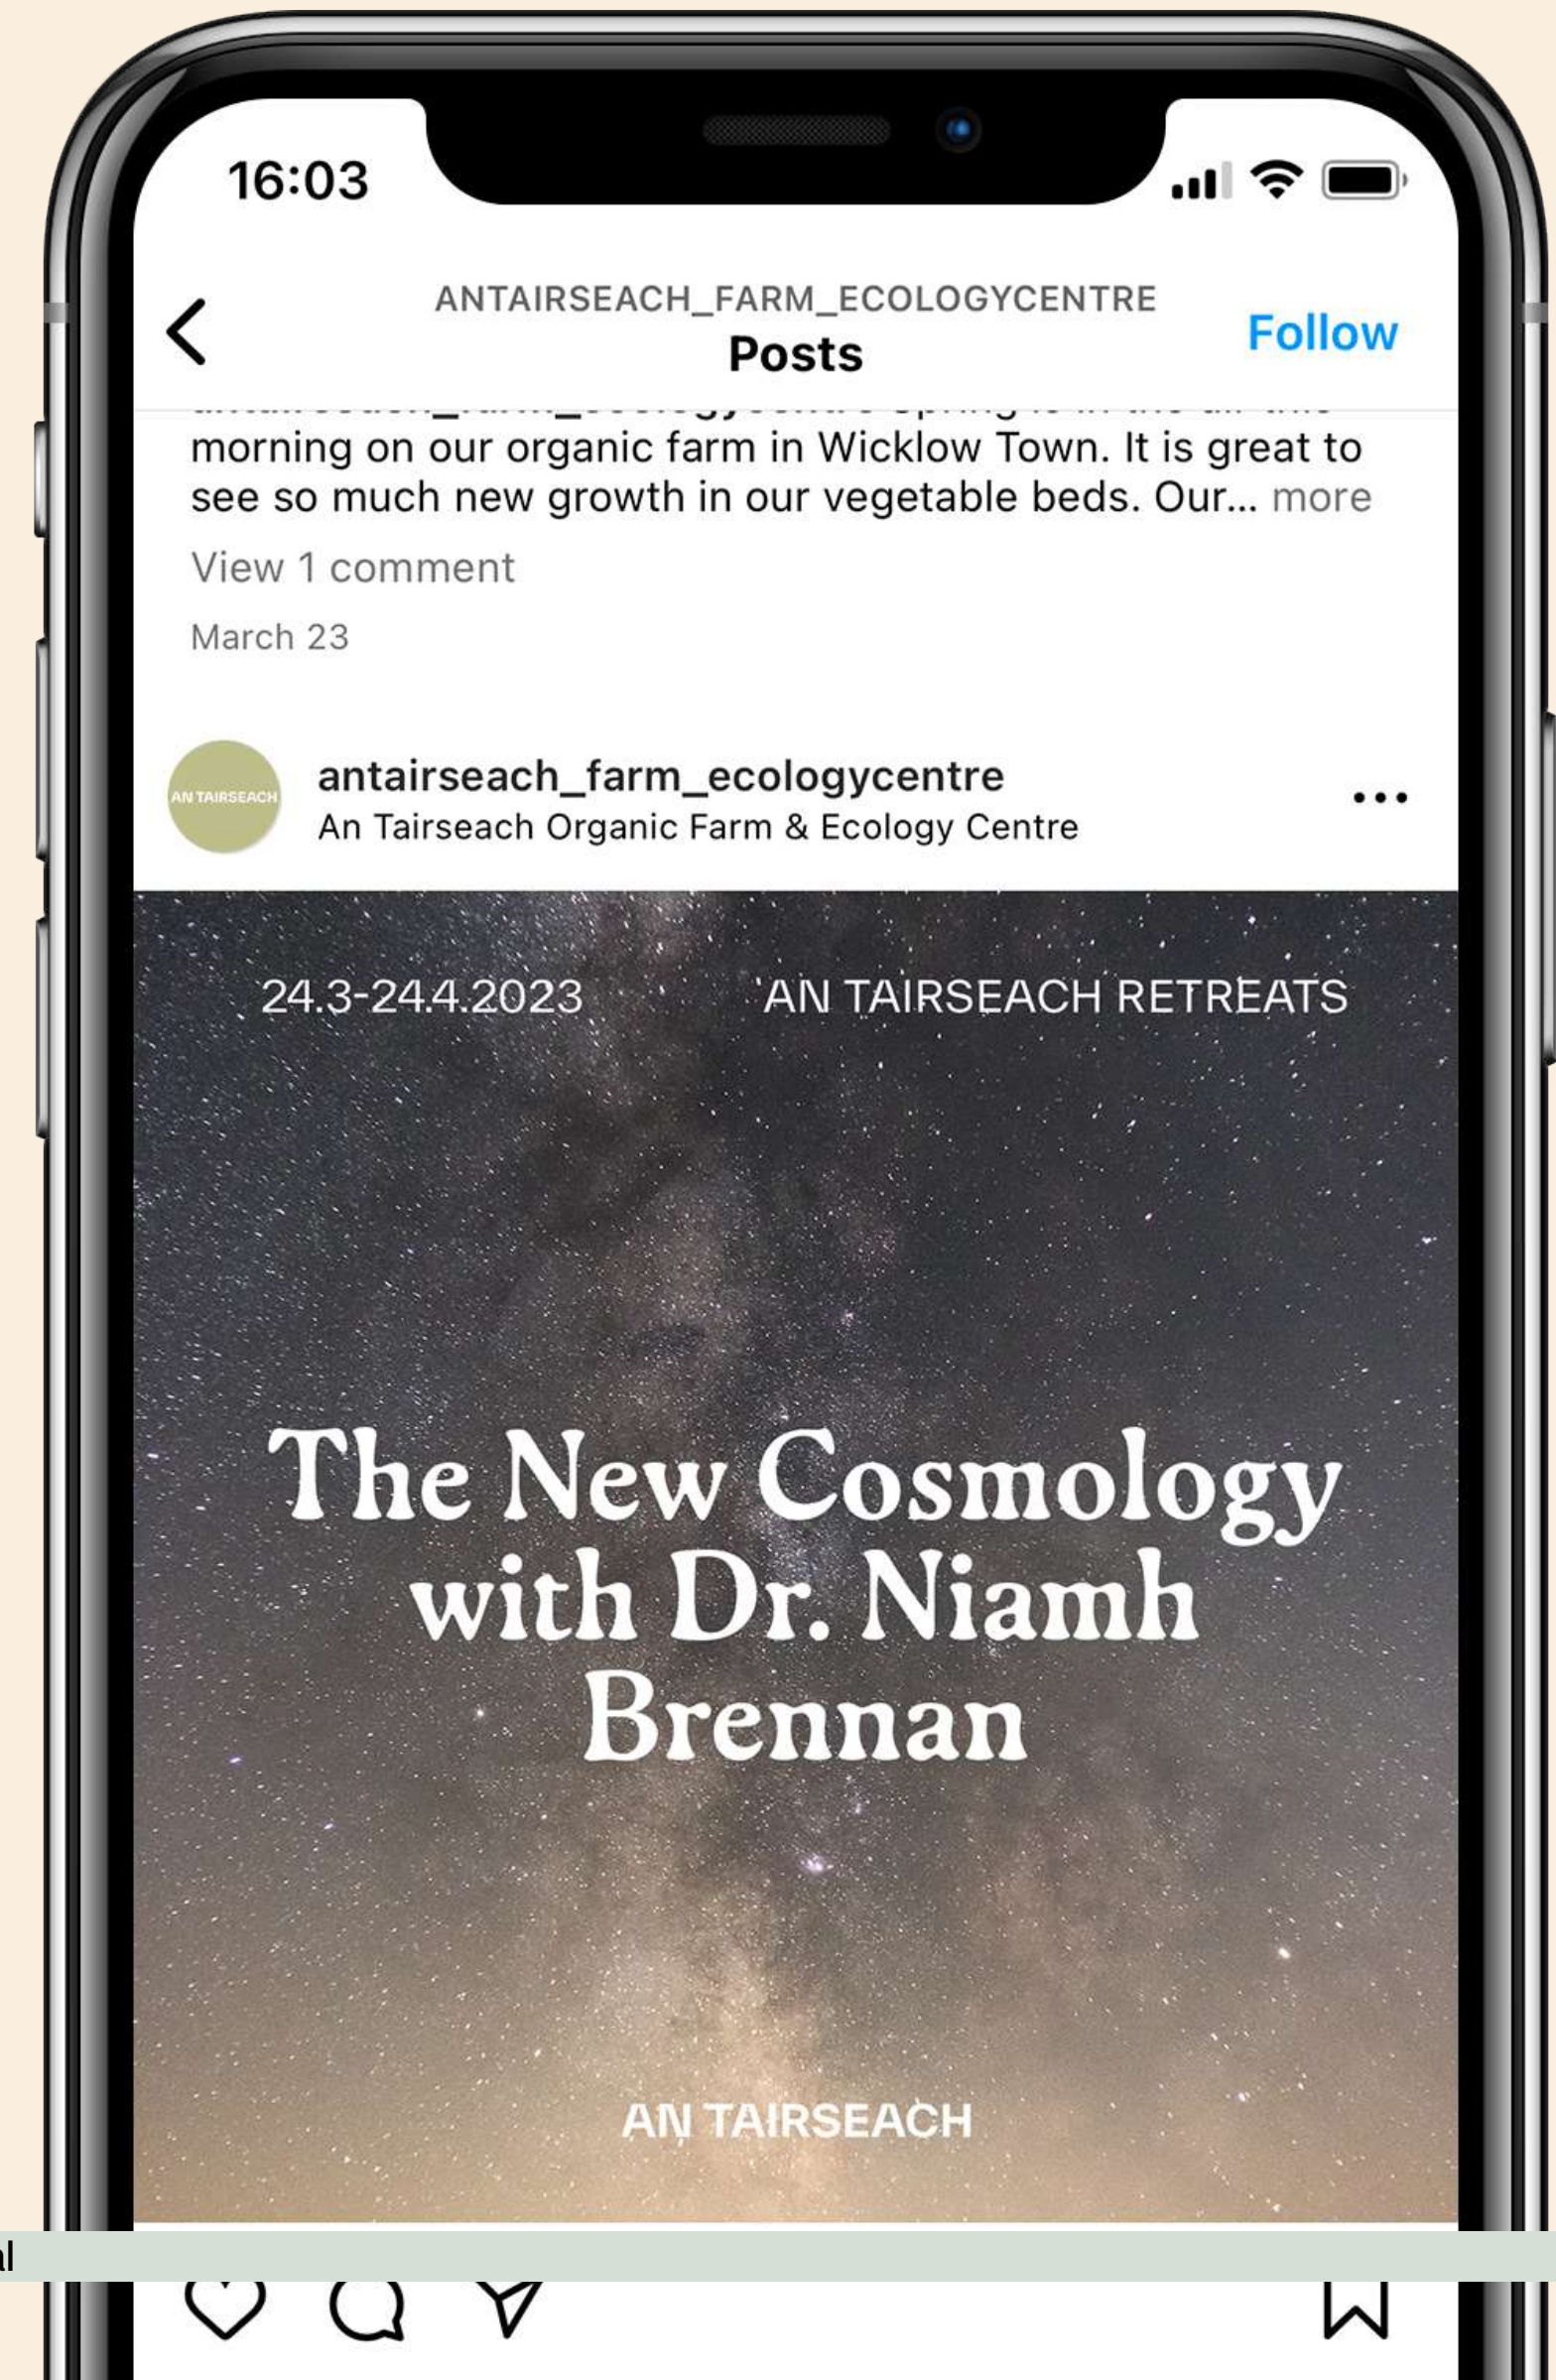 16:03
ANTAIRSEACH_FARM_ECOLOGYCENTRE
Posts
Follow
morning on our organic farm in Wicklow Town. It is great to
see so much new growth in our vegetable beds. Our... more
View 1 comment
March 23
AN TAIRSEACH
antairseach_farm_ecologycentre
An Tairseach Organic Farm & Ecology Centre
24.3-24.4.2023
AN TAIRSEACH RETREATS
The New Cosmology
with Dr. Niamh
Brennan
AN TAIRSEACH